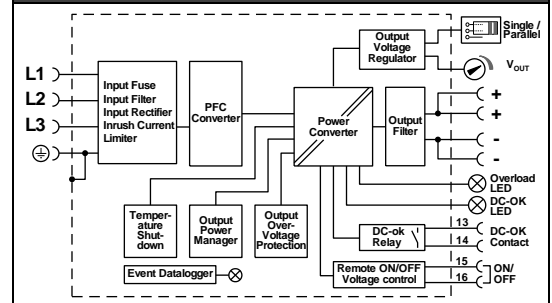 Output
Voltage
Regulator
Single /
Parallel
VOUT
L1
L2
L3
Input Fuse
Input Filter
Input Rectifier
Inrush Current
Limiter
PFC
Converter
Power
Converter
Output
Filter
+
+
-
-
Overload
LED
DC-OK
LED
Temper-
ature
Shut-
down
Output
Power
Manager
Output
Over-
Voltage
Protection
DC-ok
Relay
13
14
DC-OK
Contact
Event Datalogger
Remote ON/OFF
Voltage control
15
16
ON/
OFF